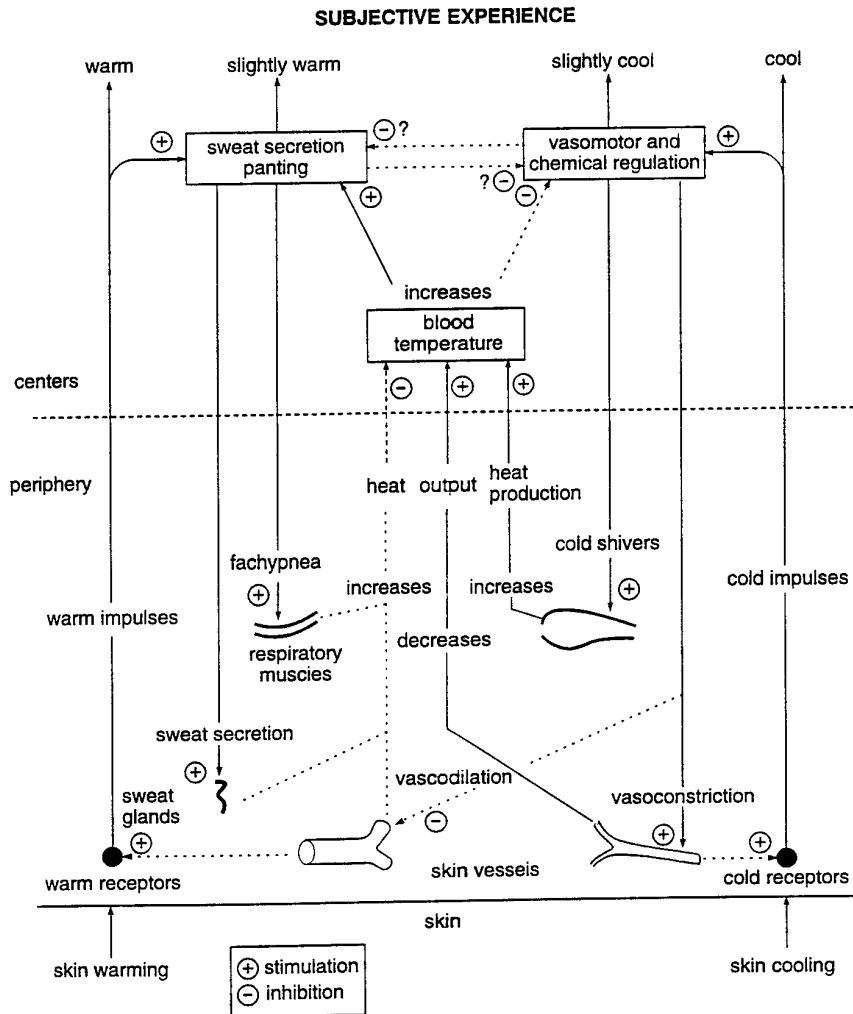 SUBJECTIVE EXPERIENCE
warm
slightly warm
slightly cool
cool
+
sweat secretion
panting
− ?
vasomotor and
chemical regulation
+
+
? −
−
increases
blood
temperature
centers
−
+
+
periphery
heat
output
heat
production
fachypnea
cold shivers
+
increases
increases
+
cold impulses
warm impulses
respiratory
muscies
decreases
sweat secretion
+
sweat
glands
vascodilation
vasoconstriction
+
−
+
+
warm receptors
skin vesseis
cold receptors
skin
skin warming
skin cooling
+ stimulation
− inhibition